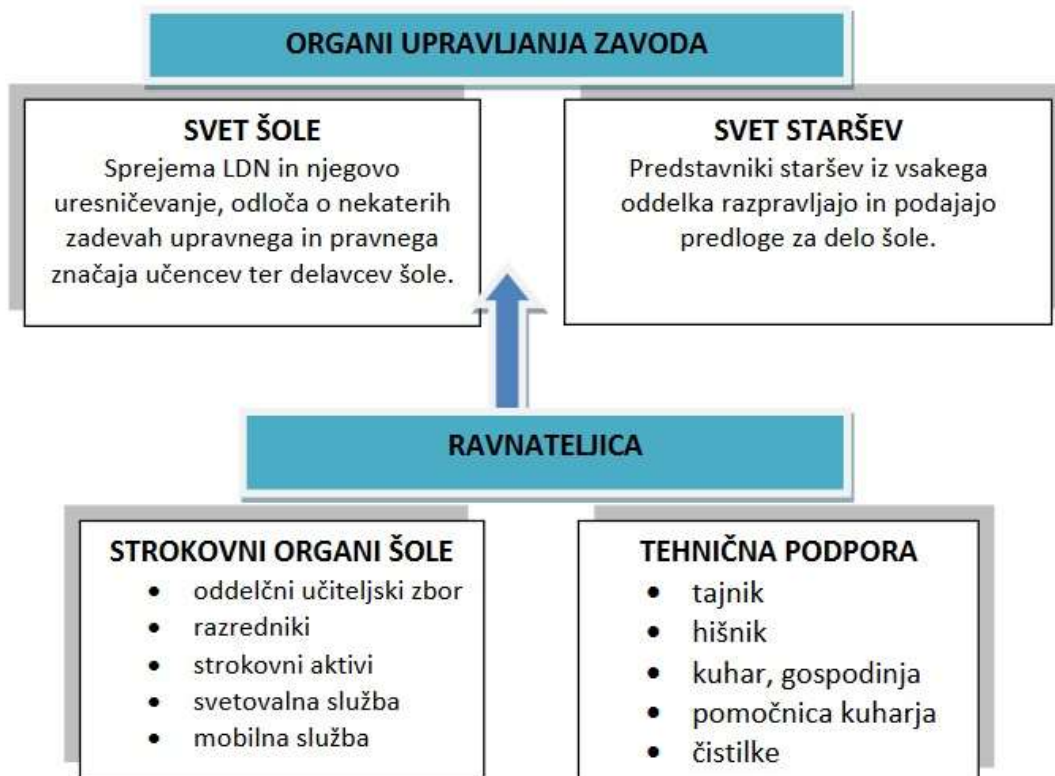 ORGANI UPRAVLJANJA ZAVODA
SVET ŠOLE
Sprejema LDN in njegovo
uresničevanje, odloča o nekaterih
zadevah upravnega in pravnega
značaja učencev ter delavcev šole.
SVET STARŠEV
Predstavniki staršev iz vsakega
oddelka razpravljajo in podajajo
predloge za delo šole.
RAVNATELJICA
STROKOVNI ORGANI ŠOLE
• oddelčni učiteljski zbor
• razredniki
• strokovni aktivi
• svetovalna služba
• mobilna služba
TEHNIČNA PODPORA
• tajnik
• hišnik
• kuhar, gospodinja
• pomočnica kuharja
• čistilke